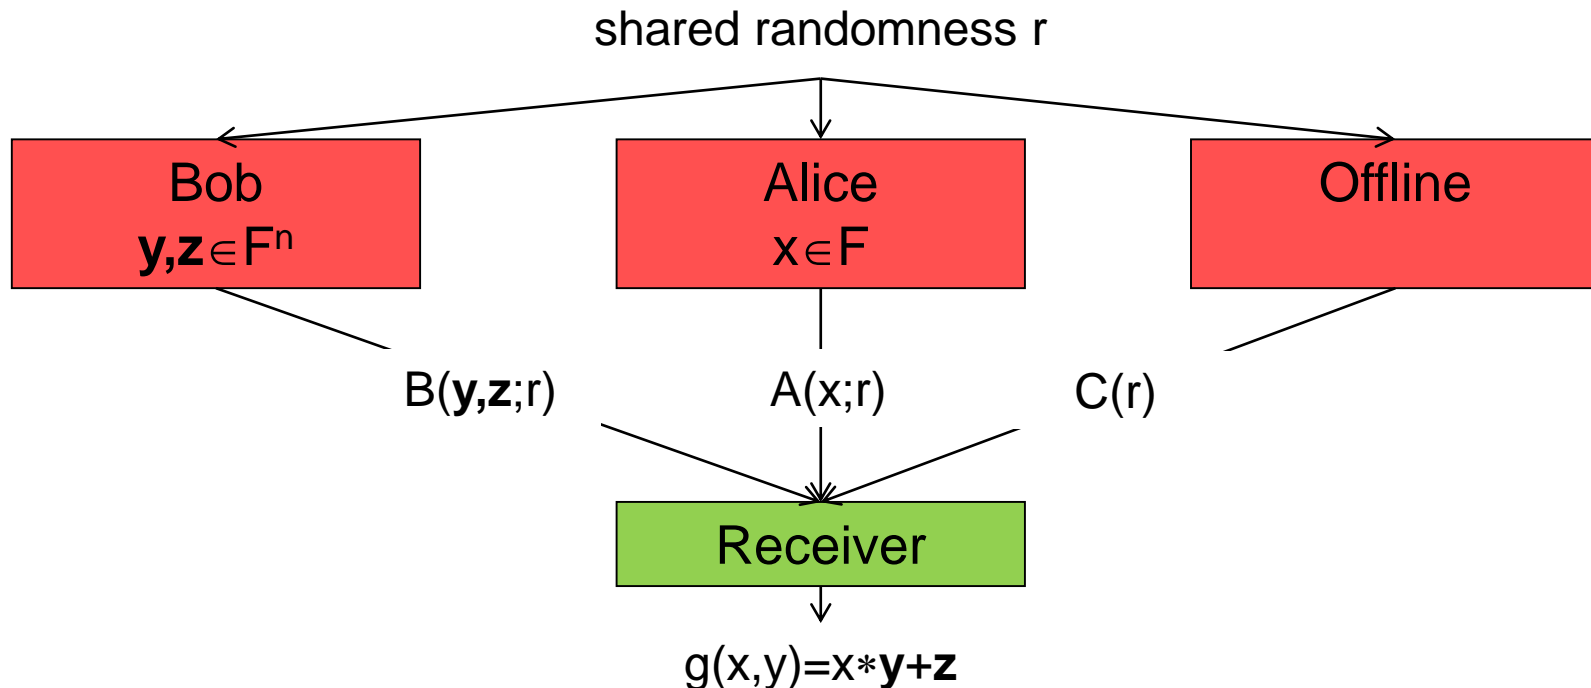 shared randomness r
Bob
y,z∈Fⁿ
Alice
x∈F
Offline
B(y,z;r)
A(x;r)
C(r)
Receiver
g(x,y)=x*y+z